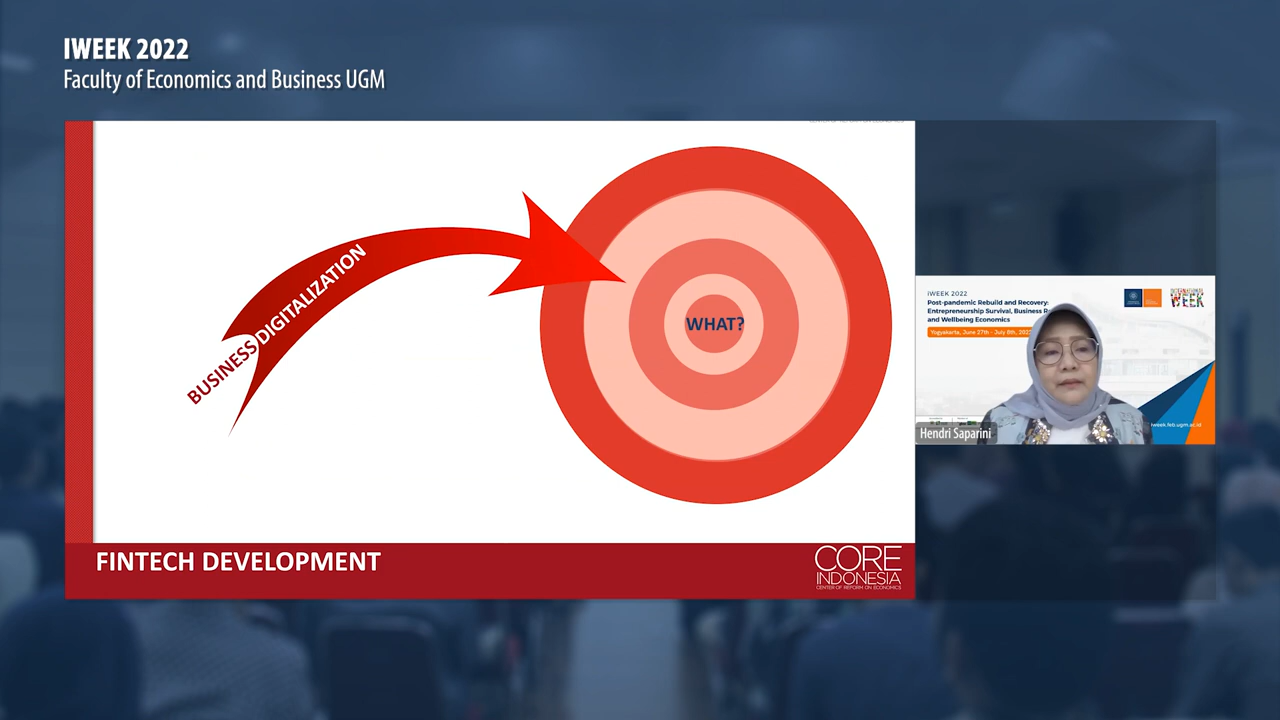 IWEEK 2022
Faculty of Economics and Business UGM
BUSINESS DIGITALIZATION
WHAT?
FINTECH DEVELOPMENT
CORE
INDONESIA
CENTER OF REFORM ON ECONOMICS
IWEEK 2022
Post-pandemic Rebuild and Recovery:
Entrepreneurship Survival, Business R
and Wellbeing Economics
Yogyakarta, June 27th - July 8th, 202
INTERNATIONAL
WEEK
Hendri Saparini
iweek.feb.ugm.ac.id